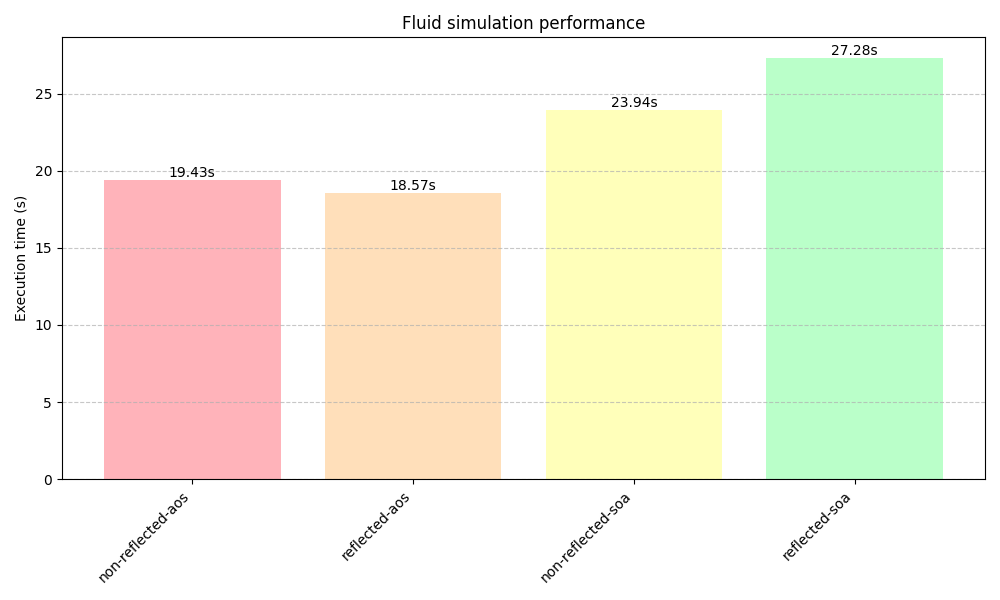 Fluid simulation performance
Execution time (s)
25
20
15
10
5
0
19.43s
18.57s
23.94s
27.28s
non-reflected-aos
reflected-aos
non-reflected-soa
reflected-soa